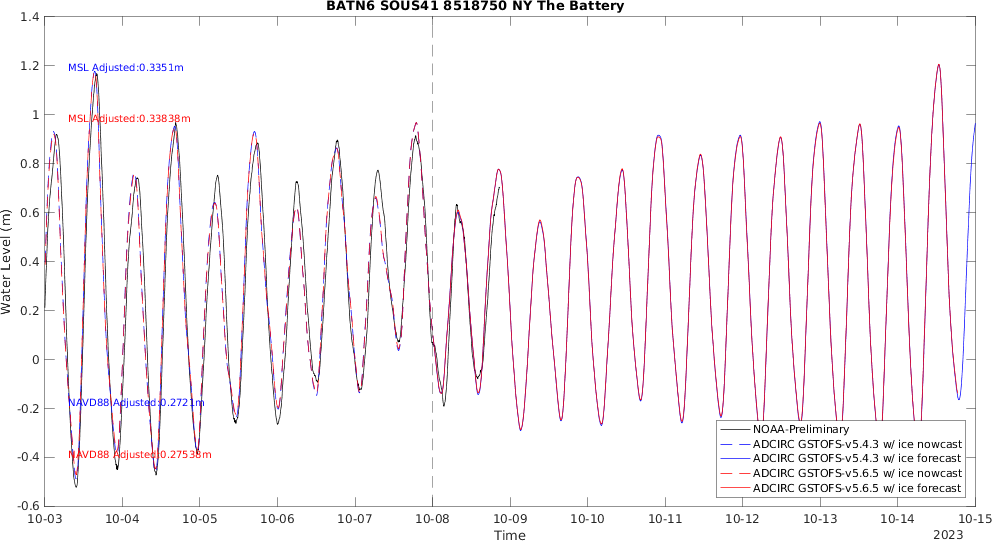 BATN6 SOUS41 8518750 NY The Battery
1.4
1.2
1
0.8
0.6
0.4
0.2
0
-0.2
-0.4
-0.6
Water Level (m)
MSL Adjusted:0.3351m
MSL Adjusted:0.33838m
NAVD88 Adjusted:0.2721m
NAVD88 Adjusted:0.27538m
NOAA-Preliminary
ADCIRC GSTOFS-v5.4.3 w/ ice nowcast
ADCIRC GSTOFS-v5.4.3 w/ ice forecast
ADCIRC GSTOFS-v5.6.5 w/ ice nowcast
ADCIRC GSTOFS-v5.6.5 w/ ice forecast
10-03 10-04 10-05 10-06 10-07 10-08 10-09 10-10 10-11 10-12 10-13 10-14 10-15
Time
2023